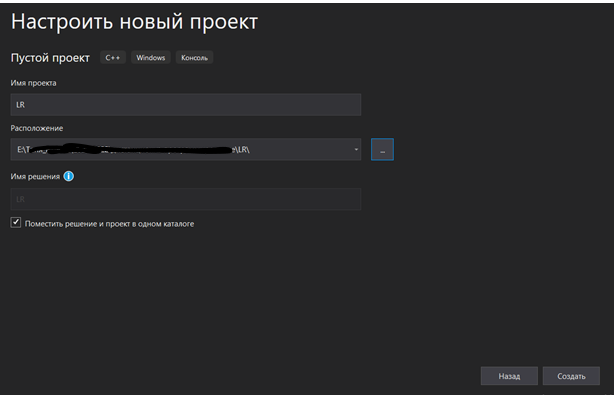 Настроить новый проект
Пустой проект C++ Windows Консоль
Имя проекта
LR
Расположение
E:\ e\LR\ ...
Имя решения
LR
Поместить решение и проект в одном каталоге
Назад Создать